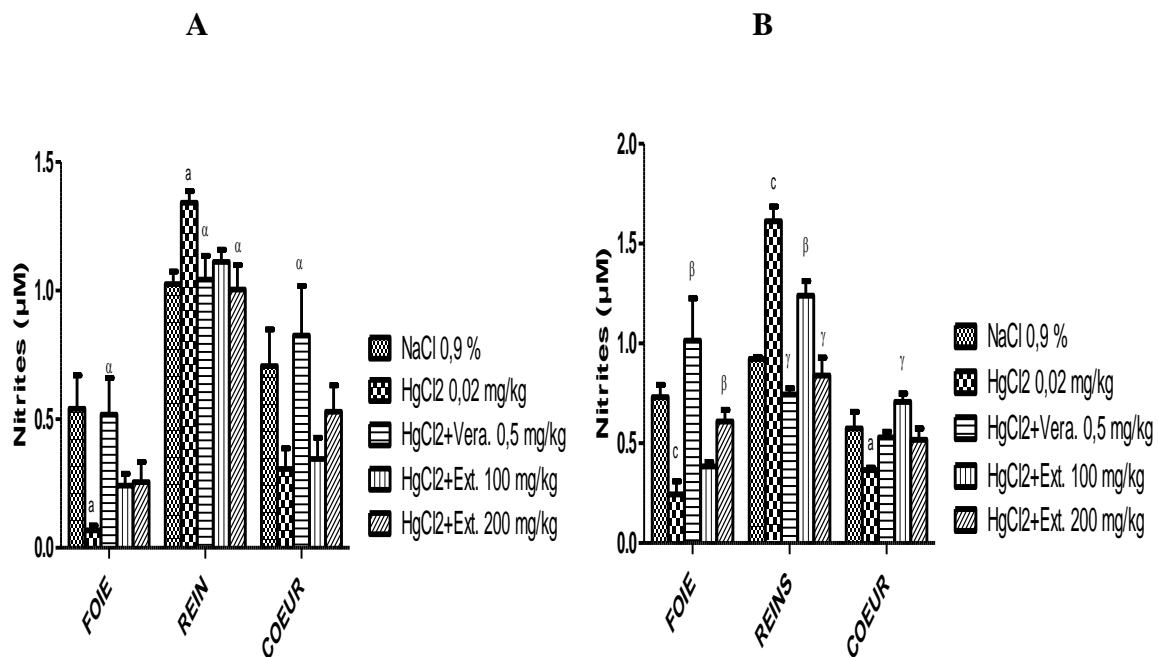 A
Nitrites (µM)
1.5
1.0
0.5
0.0
a
α
a
α
α
α
FOIE
REIN
COEUR
NaCl 0,9 %
HgCl2 0,02 mg/kg
HgCl2+Vera. 0,5 mg/kg
HgCl2+Ext. 100 mg/kg
HgCl2+Ext. 200 mg/kg
B
Nitrites (µM)
2.0
1.5
1.0
0.5
0.0
c
β
β
c
γ
β
γ
a
γ
FOIE
REINS
COEUR
NaCl 0,9 %
HgCl2 0,02 mg/kg
HgCl2+Vera. 0,5 mg/kg
HgCl2+Ext. 100 mg/kg
HgCl2+Ext. 200 mg/kg